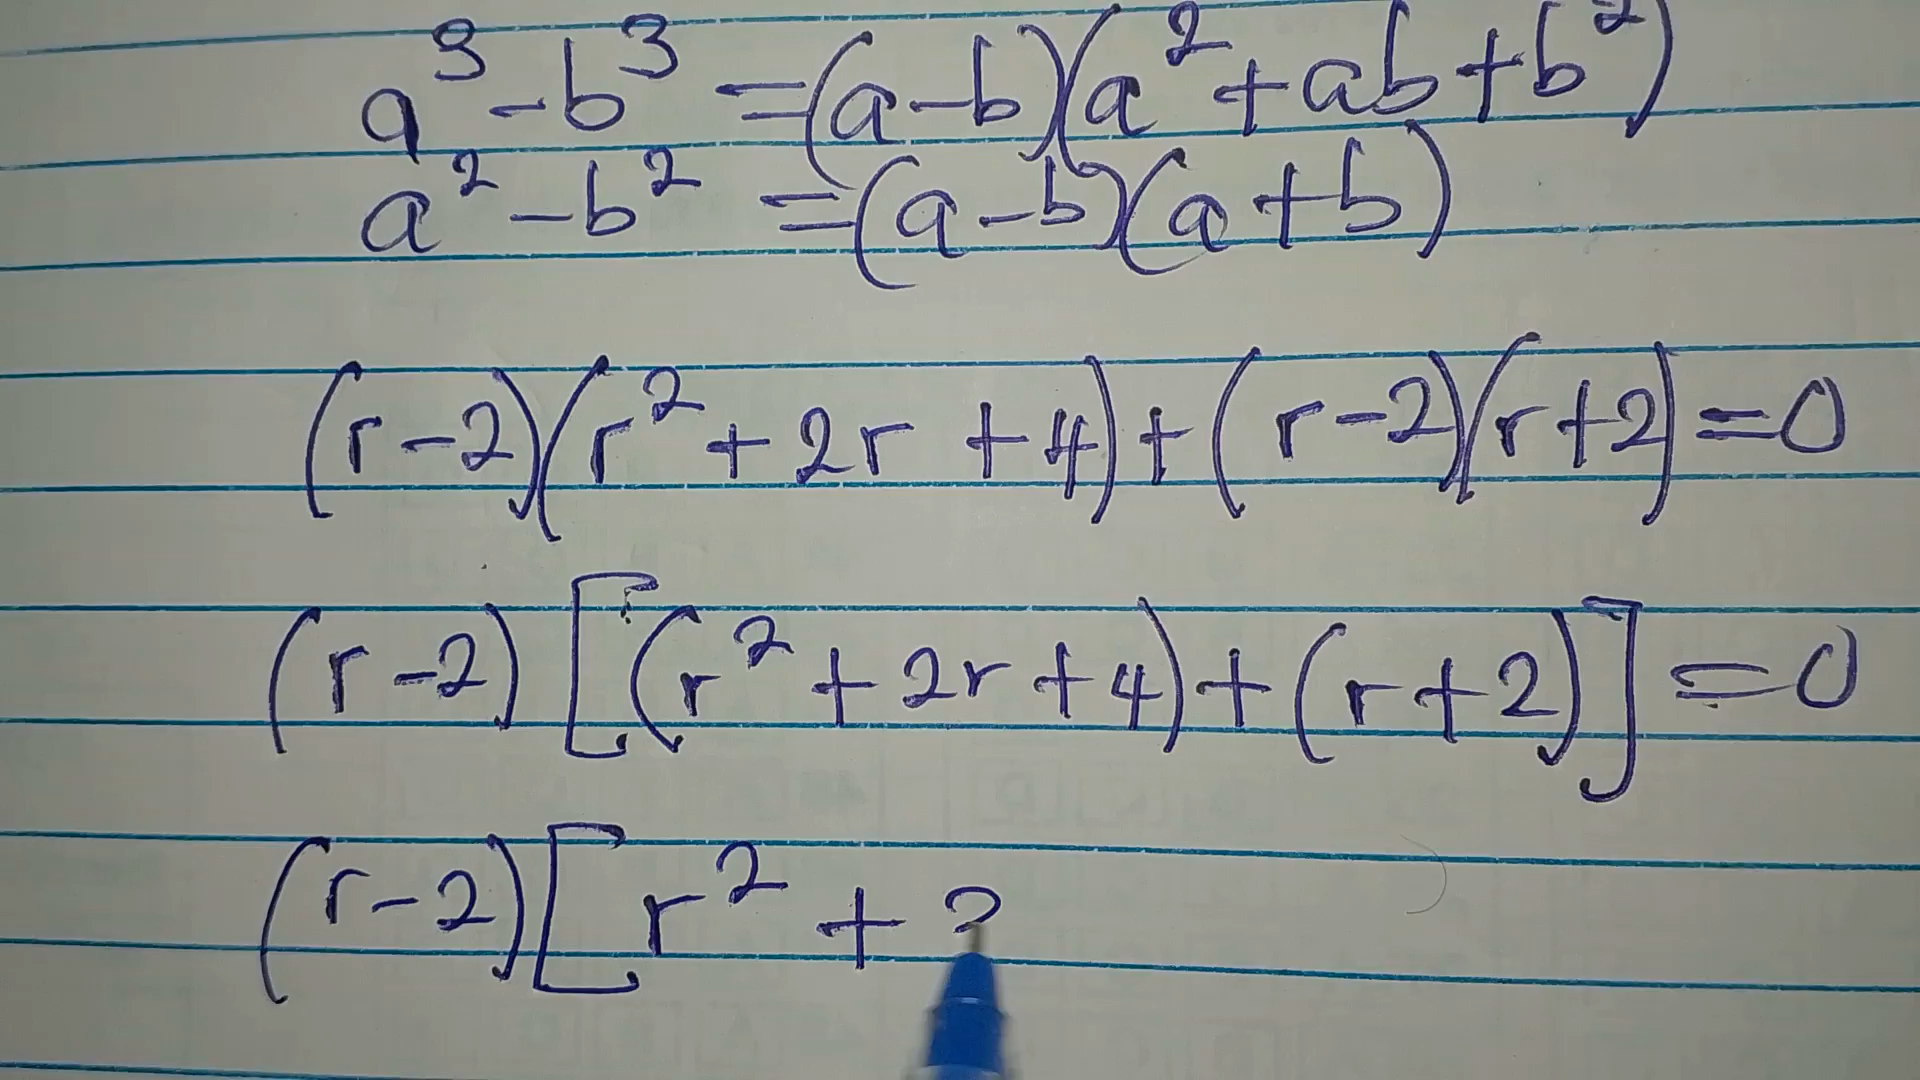 a³-b³ =(a-b)(a²+ab+b²)
a²-b² =(a-b)(a+b)
(r-2)(r²+2r+4)+(r-2)(r+2)=0
(r-2)[(r²+2r+4)+(r+2)]=0
(r-2)[r²+